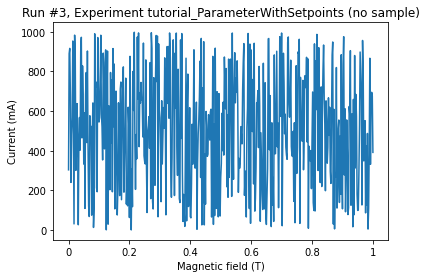 Run #3, Experiment tutorial_ParameterWithSetpoints (no sample)
1000
800
600
400
200
0
Current (mA)
0 0.2 0.4 0.6 0.8 1
Magnetic field (T)